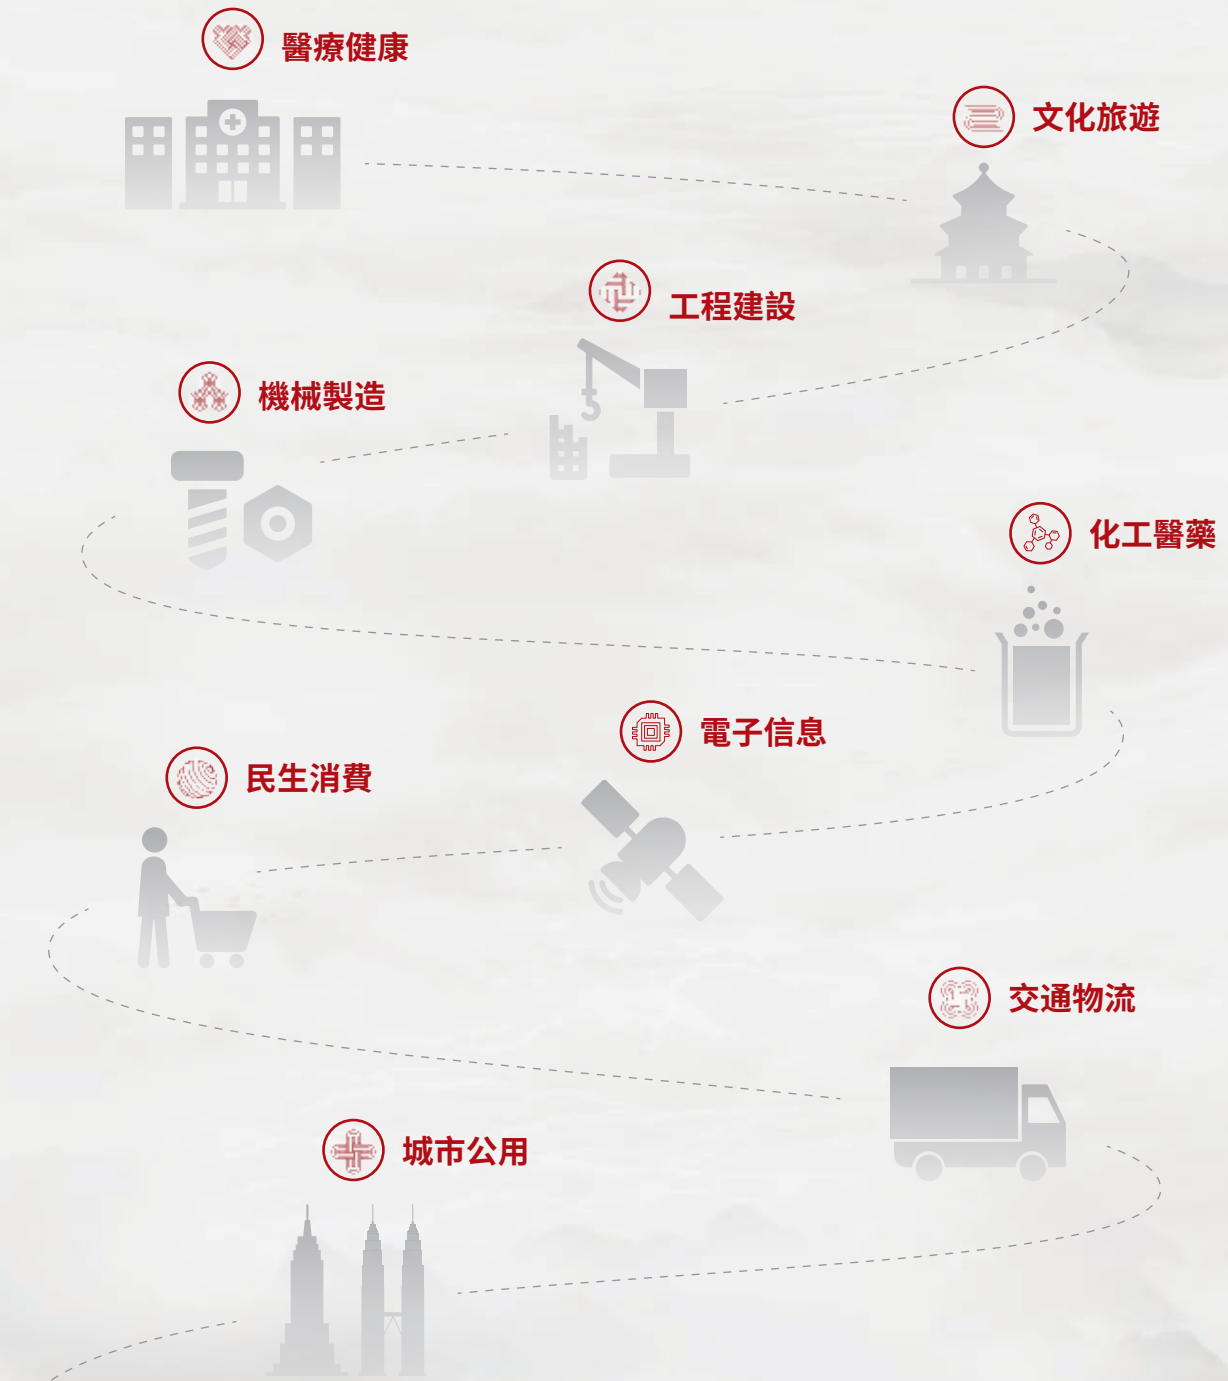 醫療健康
文化旅遊
工程建設
機械製造
化工醫藥
電子信息
民生消費
交通物流
城市公用